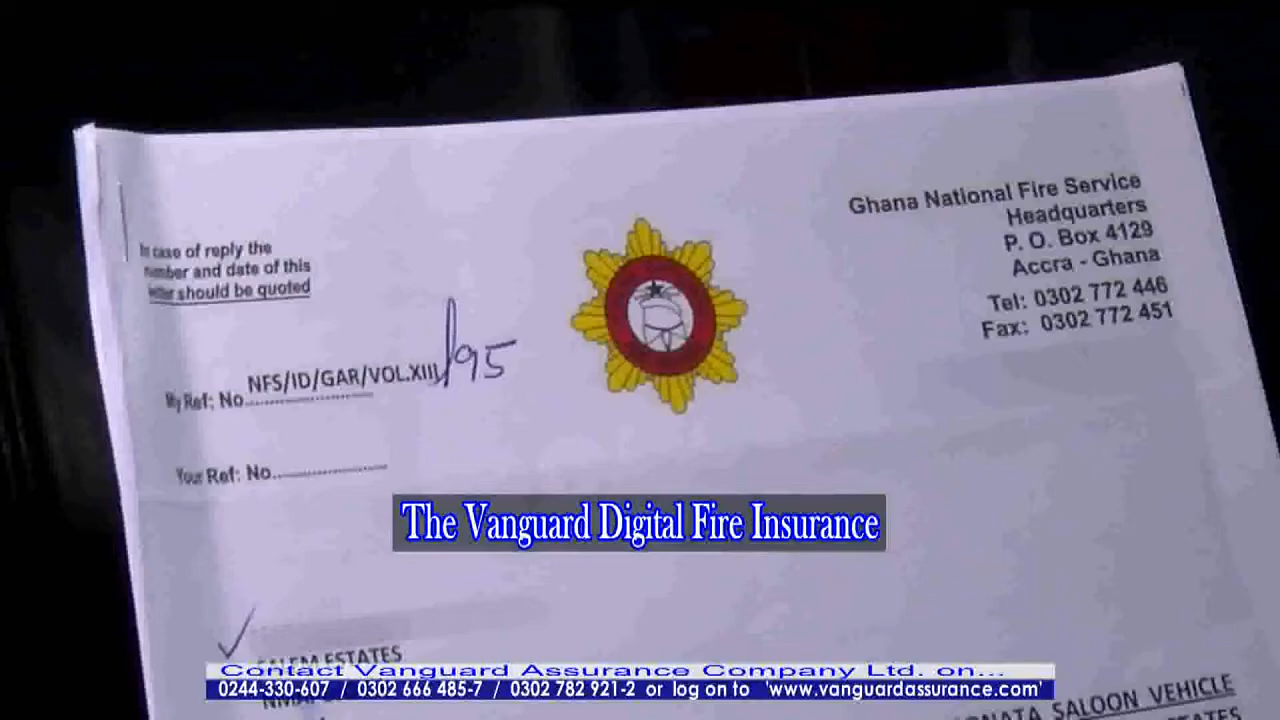 Ghana National Fire Service
Headquarters
P. O. Box 4129
Accra - Ghana
Tel: 0302 772 446
Fax: 0302 772 451
In case of reply the
number and date of this
letter should be quoted
My Ref: No. NFS/ID/GAR/VOL.XIII/95
Your Ref: No.
The Vanguard Digital Fire Insurance
SALEM ESTATES
SALOON VEHICLE
Contact Vanguard Assurance Company Ltd. on...
0244-330-607 / 0302 666 485-7 / 0302 782 921-2 or log on to 'www.vanguardassurance.com'